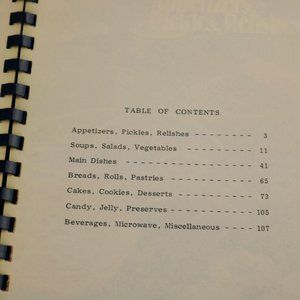 TABLE OF CONTENTS
Appetizers, Pickles, Relishes - - - - - - - - - 3
Soups, Salads, Vegetables - - - - - - - - - - - 11
Main Dishes - - - - - - - - - - - - - - - - - - 41
Breads, Rolls, Pastries - - - - - - - - - - - - 65
Cakes, Cookies, Desserts - - - - - - - - - - - 73
Candy, Jelly, Preserves - - - - - - - - - - - - 105
Beverages, Microwave, Miscellaneous - - - - - - 107